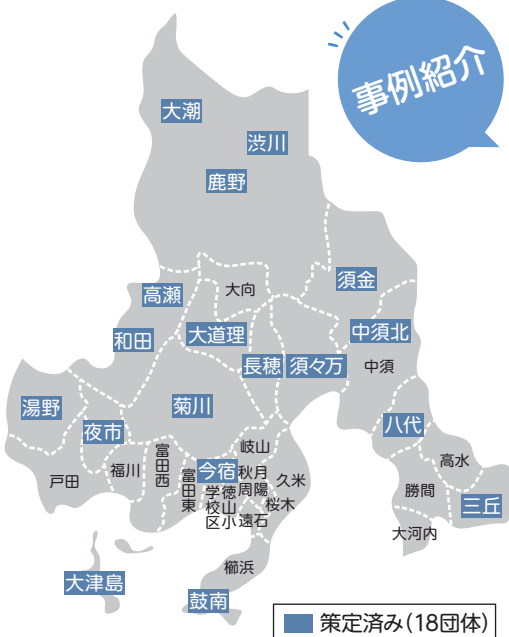 事例紹介
大潮
渋川
鹿野
須金
高瀬
大向
中須北
和田
大道理
長穂
須々万
中須
湯野
菊川
八代
夜市
岐山
高水
戸田
福川
富田西
富田東
今宿
秋月
周陽
久米
桜木
徳山小
学校区
遠石
勝間
三丘
大河内
櫛浜
大津島
鼓南
策定済み(18団体)